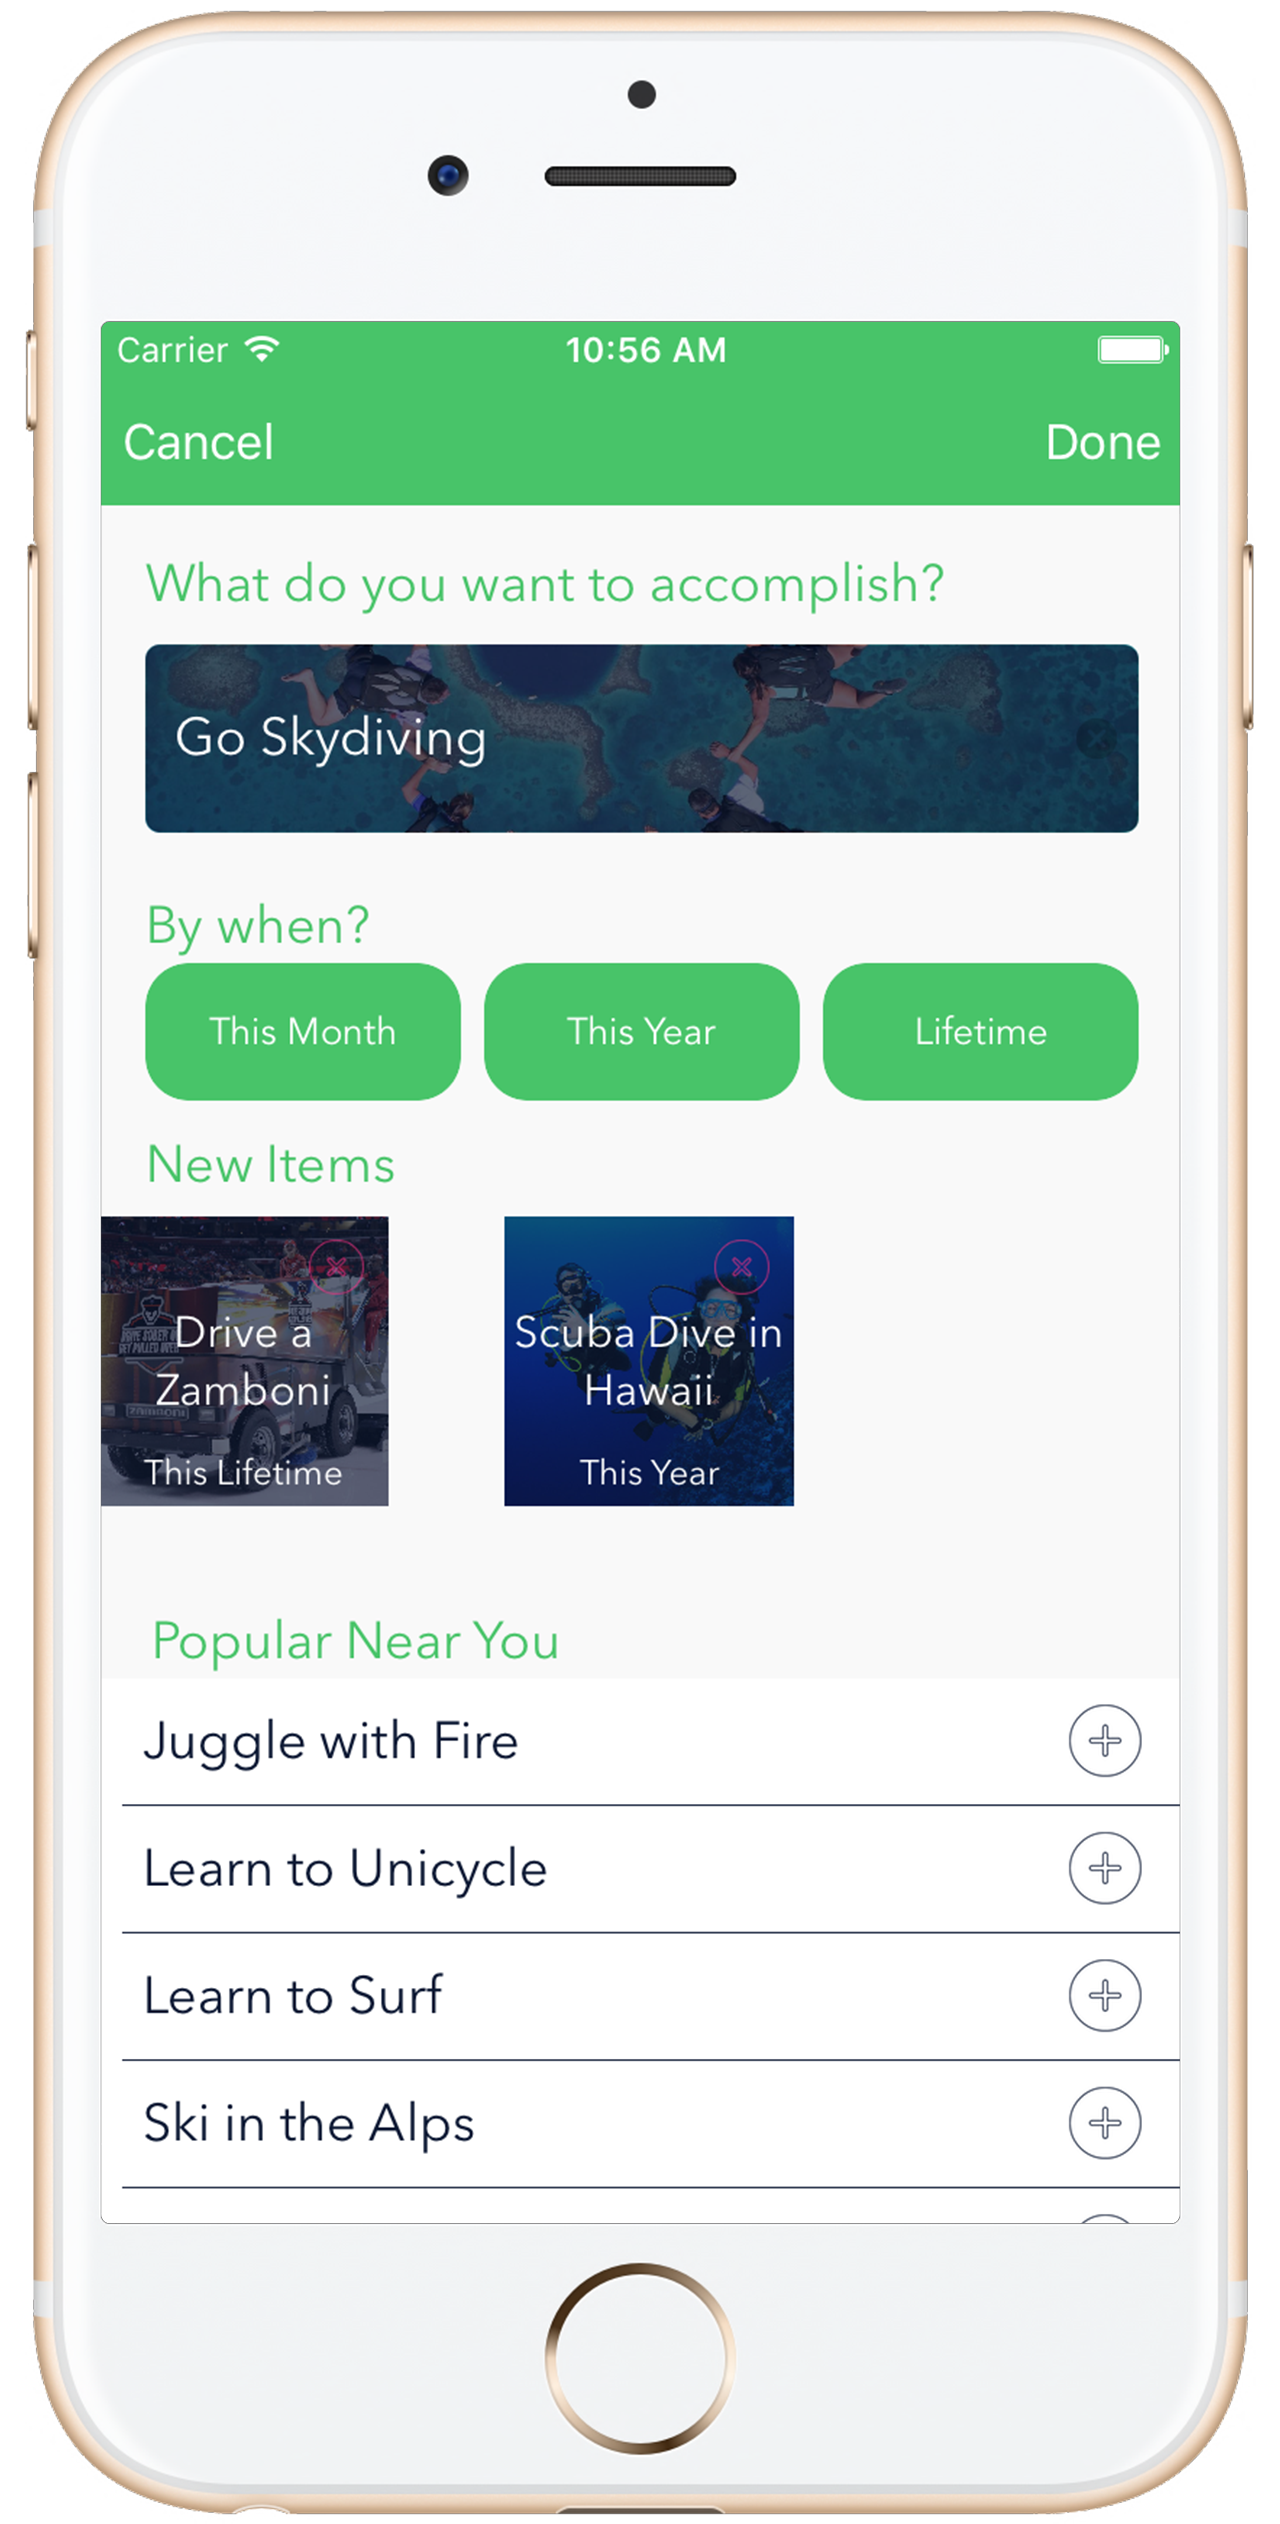 Carrier
10:56 AM
Cancel
Done
What do you want to accomplish?
Go Skydiving
By when?
This Month
This Year
Lifetime
New Items
Drive a
Zamboni
This Lifetime
Scuba Dive in
Hawaii
This Year
ZAMBONI
Popular Near You
Juggle with Fire
Learn to Unicycle
Learn to Surf
Ski in the Alps